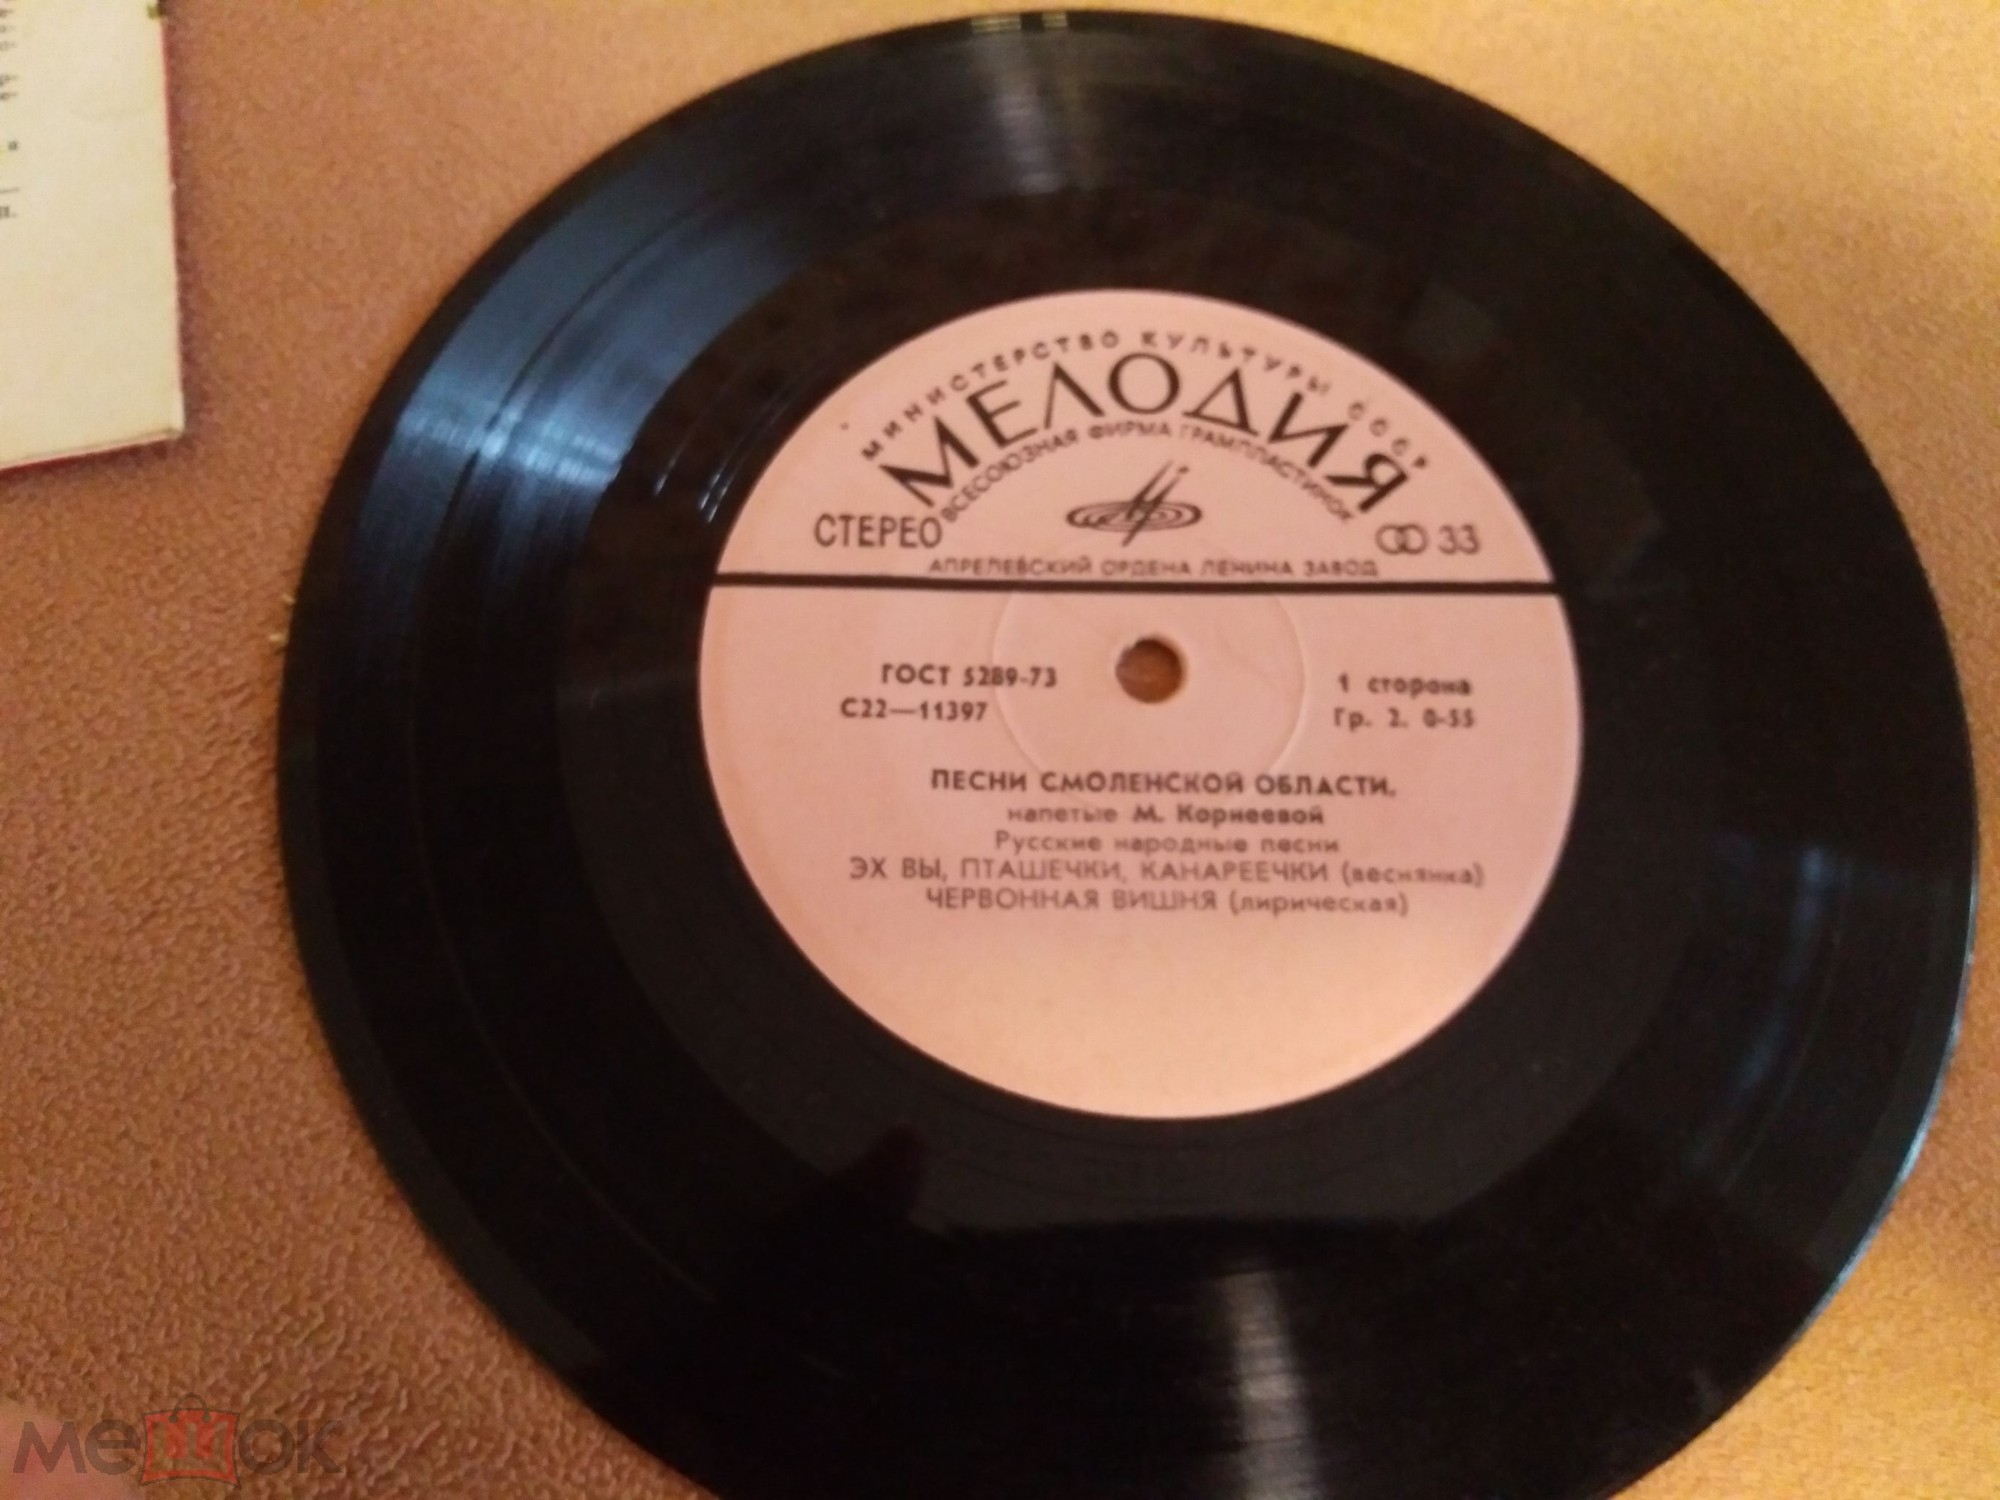 МИНИСТЕРСТВО КУЛЬТУРЫ СССР
МЕЛОДИЯ
ВСЕСОЮЗНАЯ ФИРМА ГРАМПЛАСТИНОК
СТЕРЕО
33
АПРЕЛЕВСКИЙ ОРДЕНА ЛЕНИНА ЗАВОД
ГОСТ 5289-73
1 сторона
С22—11397
Гр. 2. 0-55
ПЕСНИ СМОЛЕНСКОЙ ОБЛАСТИ,
напетые М. Корнеевой
Русские народные песни
ЭХ ВЫ, ПТАШЕЧКИ, КАНАРЕЕЧКИ (веснянка)
ЧЕРВОННАЯ ВИШНЯ (лирическая)
мешок